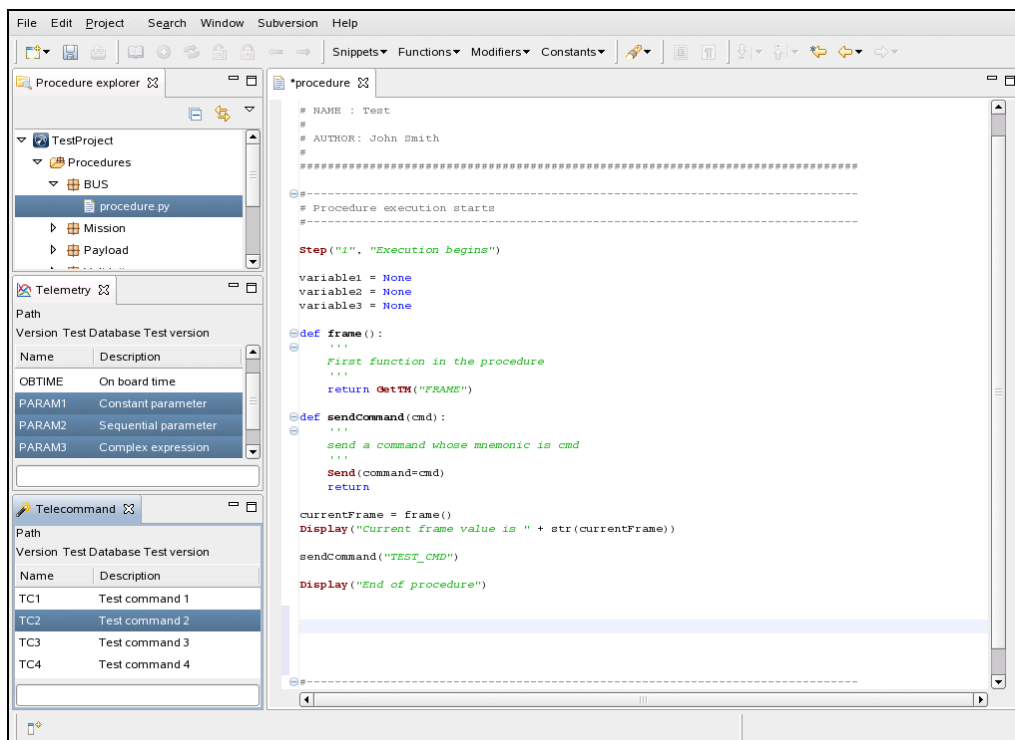 File Edit Project Search Window Subversion Help
Snippets Functions Modifiers Constants
Procedure explorer
TestProject
Procedures
BUS
procedure.py
Mission
Payload
Telemetry
Path
Version Test Database Test version
Name Description
OBTIME On board time
PARAM1 Constant parameter
PARAM2 Sequential parameter
PARAM3 Complex expression
Telecommand
Path
Version Test Database Test version
Name Description
TC1 Test command 1
TC2 Test command 2
TC3 Test command 3
TC4 Test command 4
*procedure
# NAME : Test
#
# AUTHOR: John Smith
#
################################################################################
#-------------------------------------------------------------------------------
# Procedure execution starts
#-------------------------------------------------------------------------------
Step("1", "Execution begins")
variable1 = None
variable2 = None
variable3 = None
def frame():
'''
First function in the procedure
'''
return GetTM("FRAME")
def sendCommand(cmd):
'''
send a command whose mnemonic is cmd
'''
Send(command=cmd)
return
currentFrame = frame()
Display("Current frame value is " + str(currentFrame))
sendCommand("TEST_CMD")
Display("End of procedure")
#-------------------------------------------------------------------------------